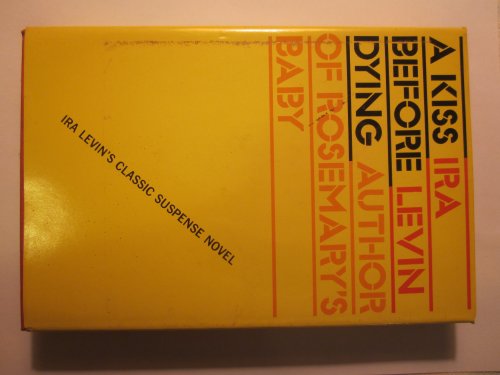 A KISS IRA
BEFORE LEVIN
DYING AUTHOR
OF ROSEMARY'S
BABY
IRA LEVIN'S CLASSIC SUSPENSE NOVEL